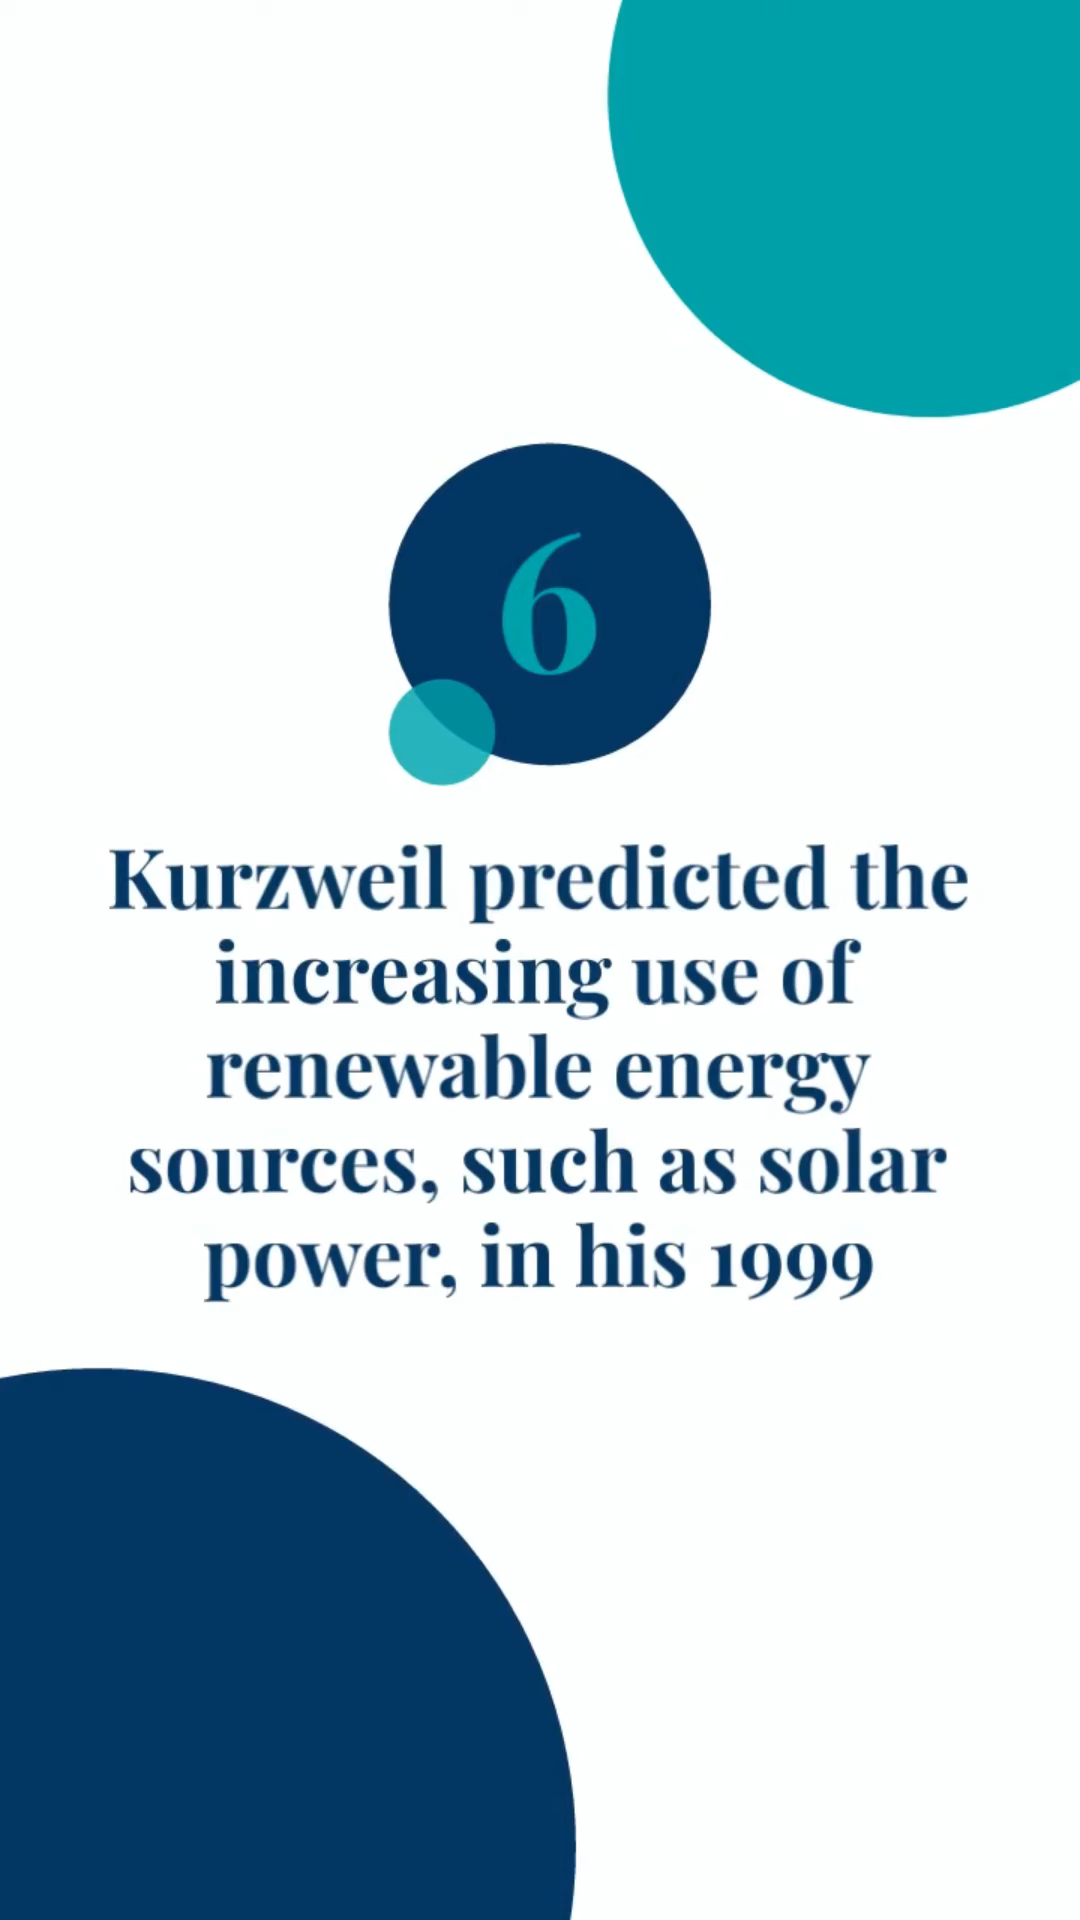 6
Kurzweil predicted the
increasing use of
renewable energy
sources, such as solar
power, in his 1999